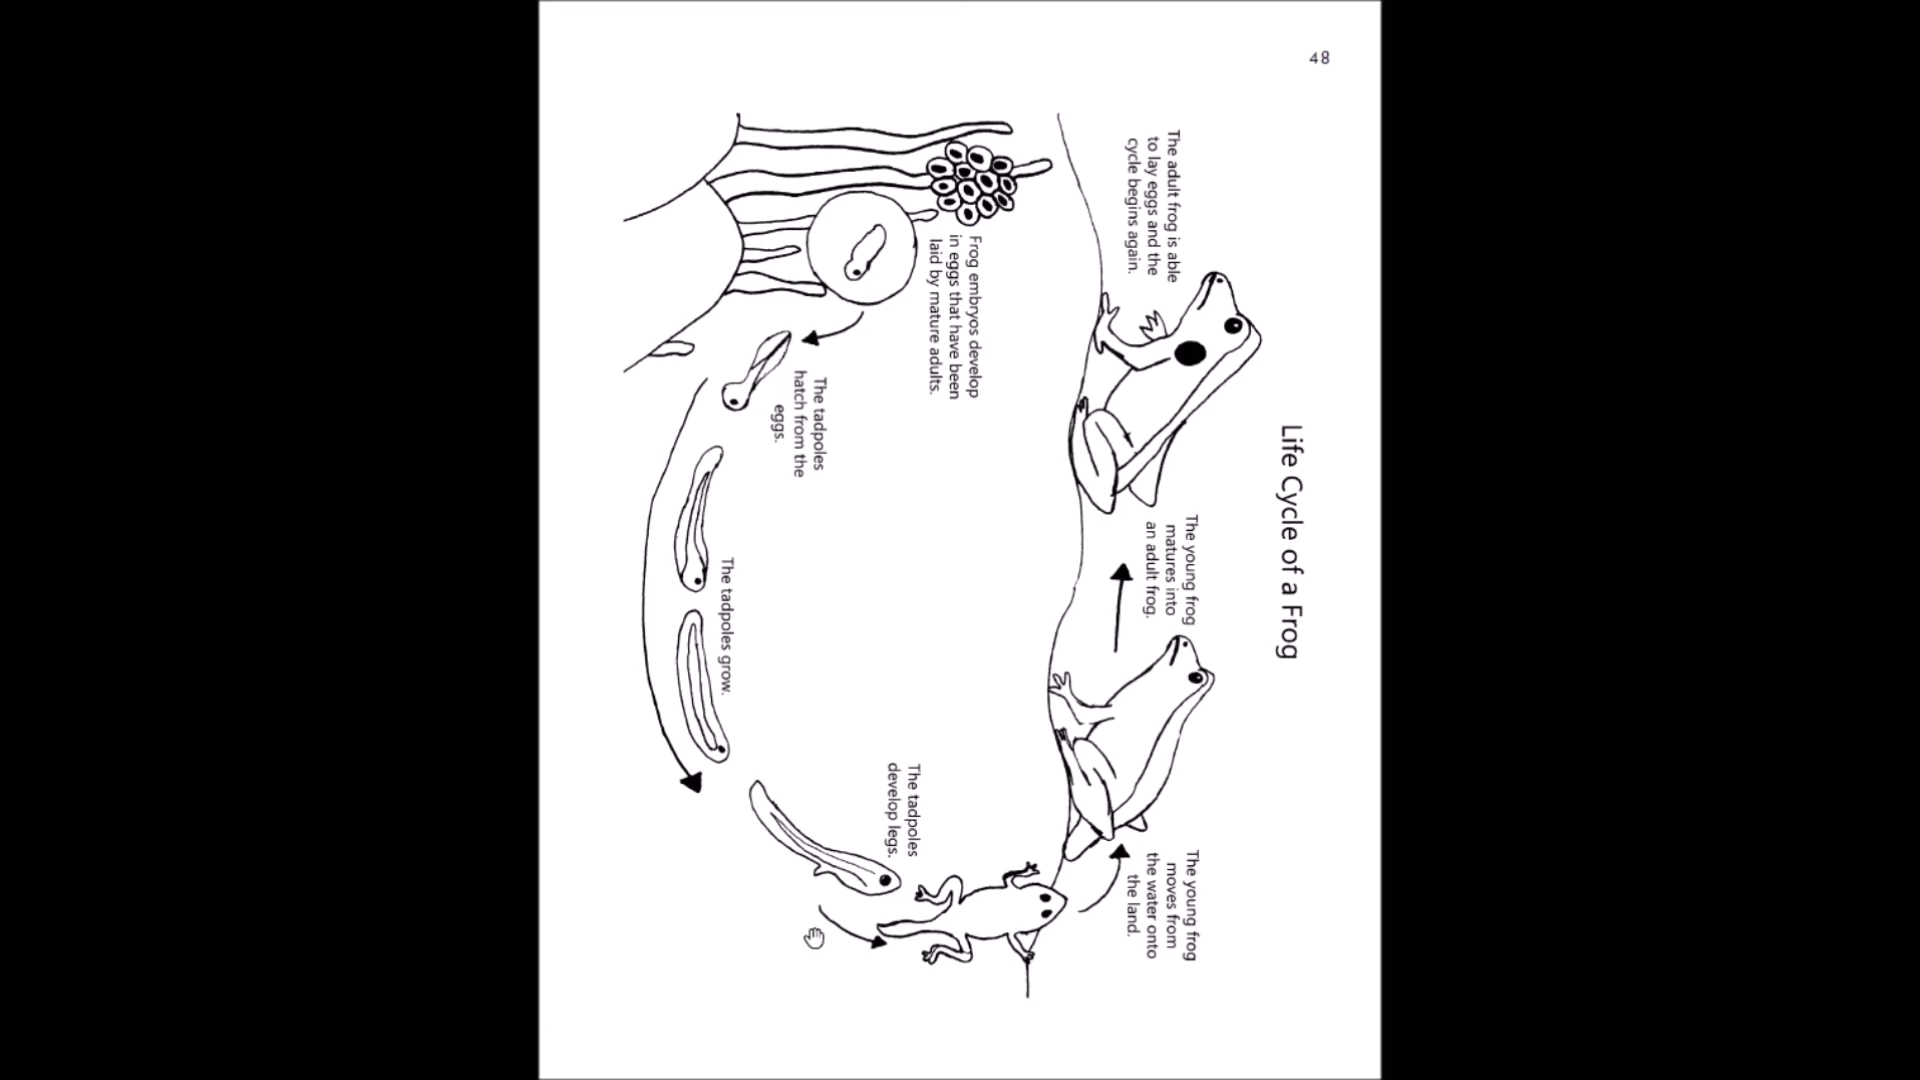 48
Life Cycle of a Frog
The adult frog is able
to lay eggs and the
cycle begins again.
The young frog
matures into
an adult frog.
The young frog
moves from
the water onto
the land.
Frog embryos develop
in eggs that have been
laid by mature adults.
The tadpoles
hatch from the
eggs.
The tadpoles grow.
The tadpoles
develop legs.